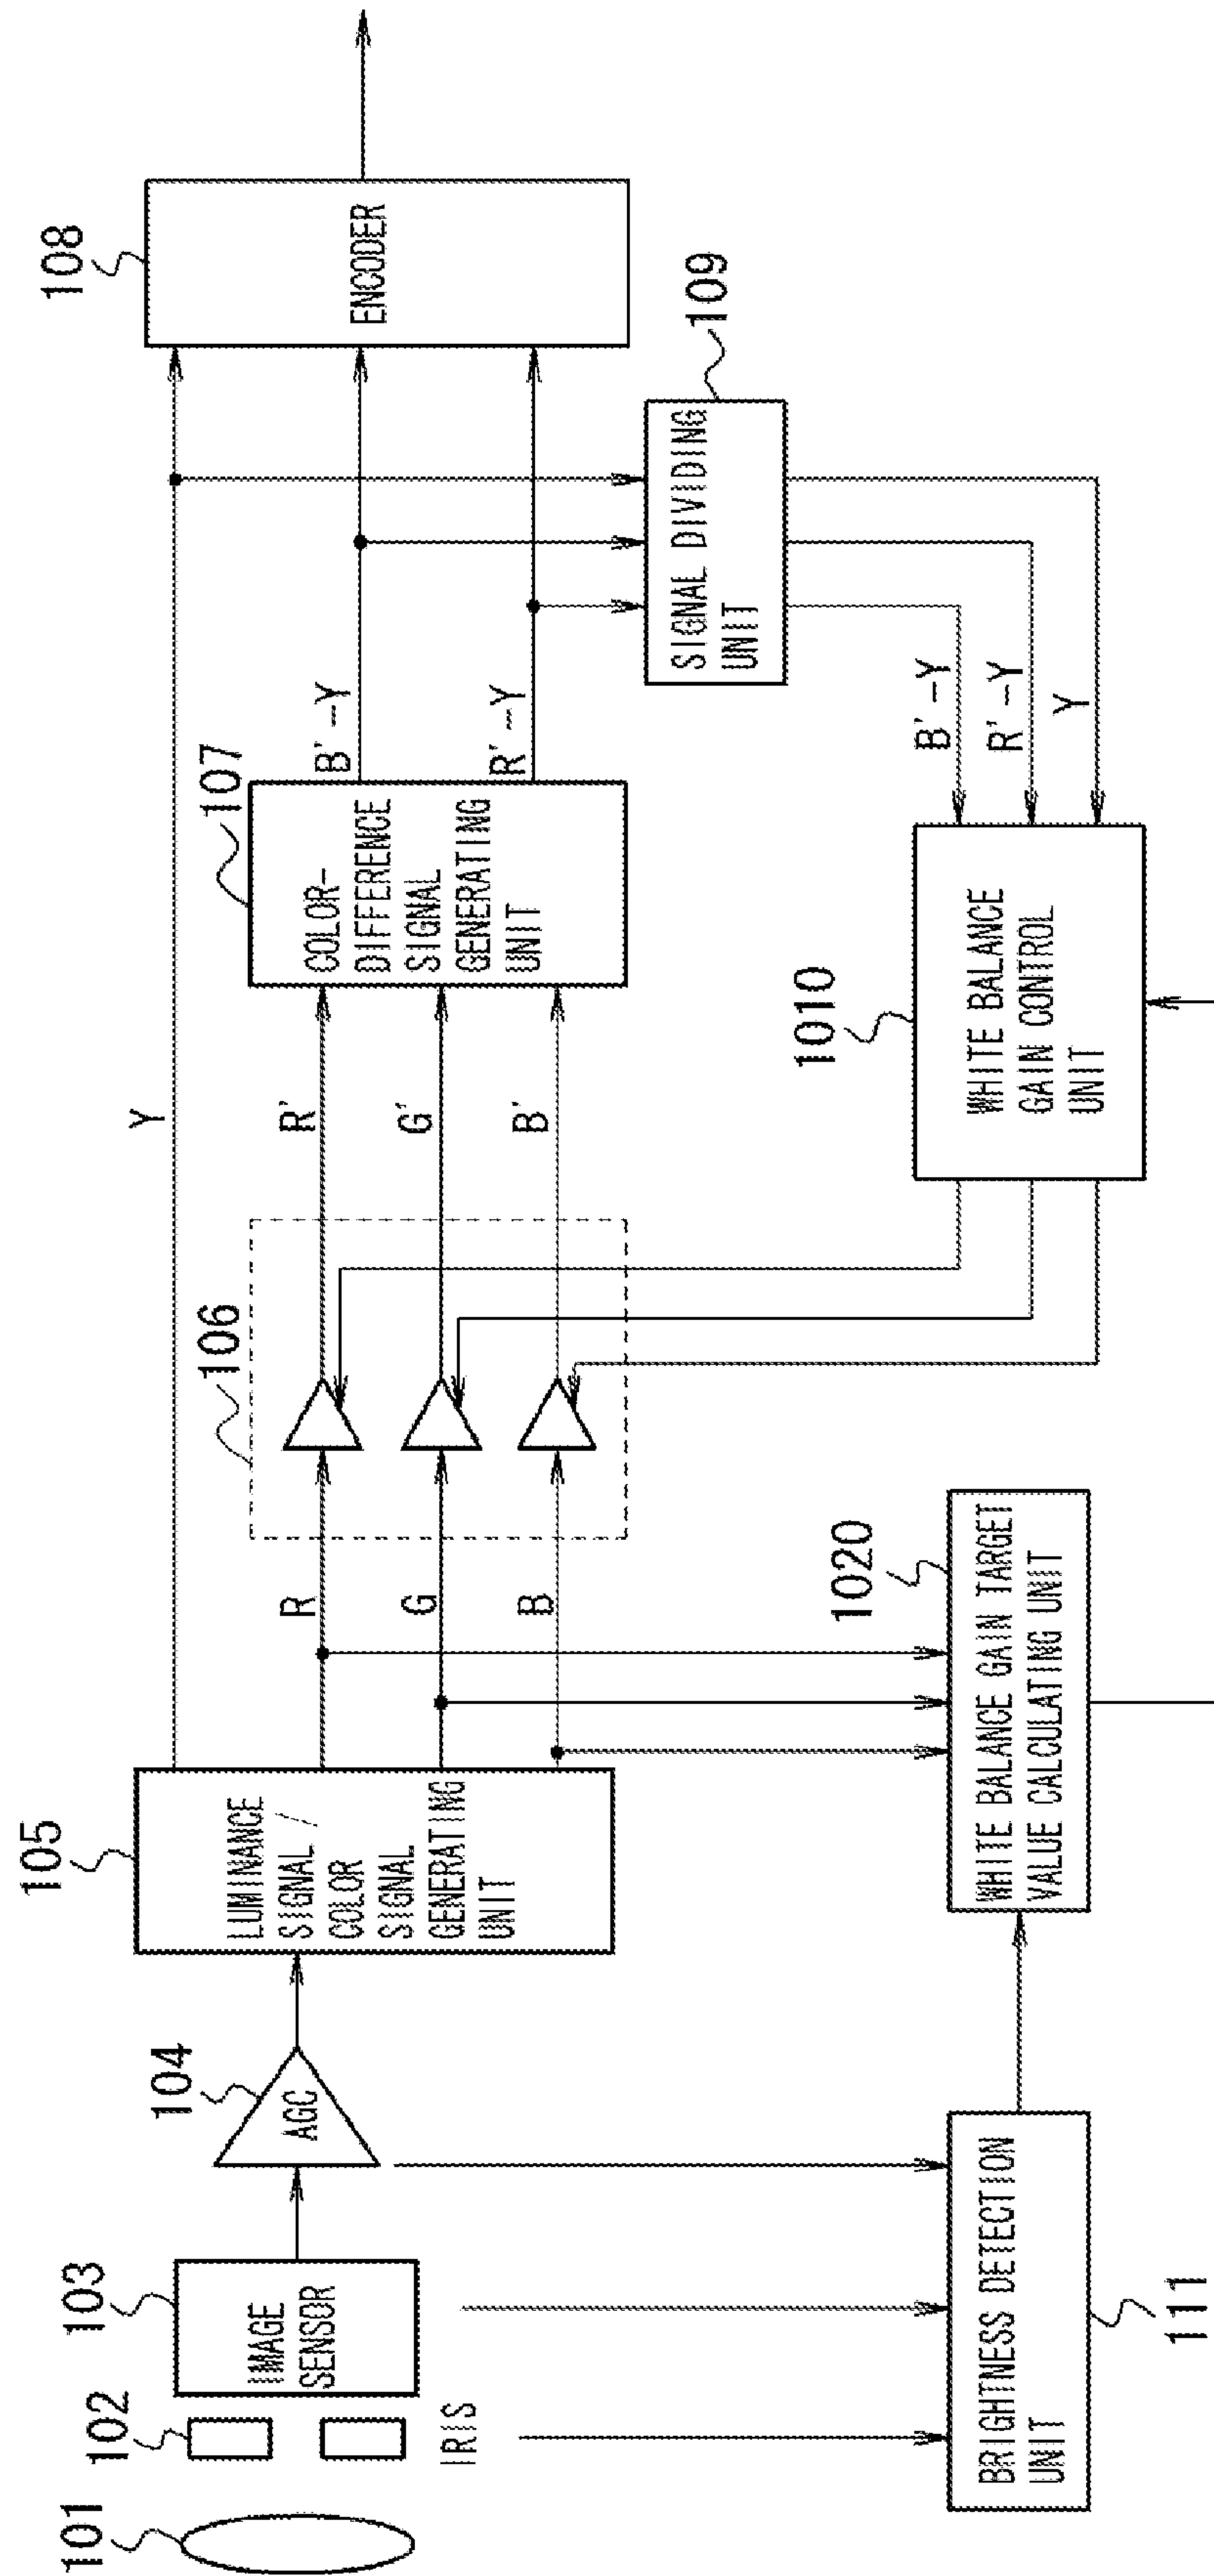 101
102
IRIS
103
IMAGE
SENSOR
104
AGC
105
LUMINANCE
SIGNAL /
COLOR
SIGNAL
GENERATING
UNIT
Y
R
G
B
106
R'
G'
B'
107
COLOR-
DIFFERENCE
SIGNAL
GENERATING
UNIT
B'-Y
R'-Y
108
ENCODER
109
SIGNAL DIVIDING
UNIT
B'-Y
R'-Y
Y
1010
WHITE BALANCE
GAIN CONTROL
UNIT
1020
WHITE BALANCE GAIN TARGET
VALUE CALCULATING UNIT
BRIGHTNESS DETECTION
UNIT
111